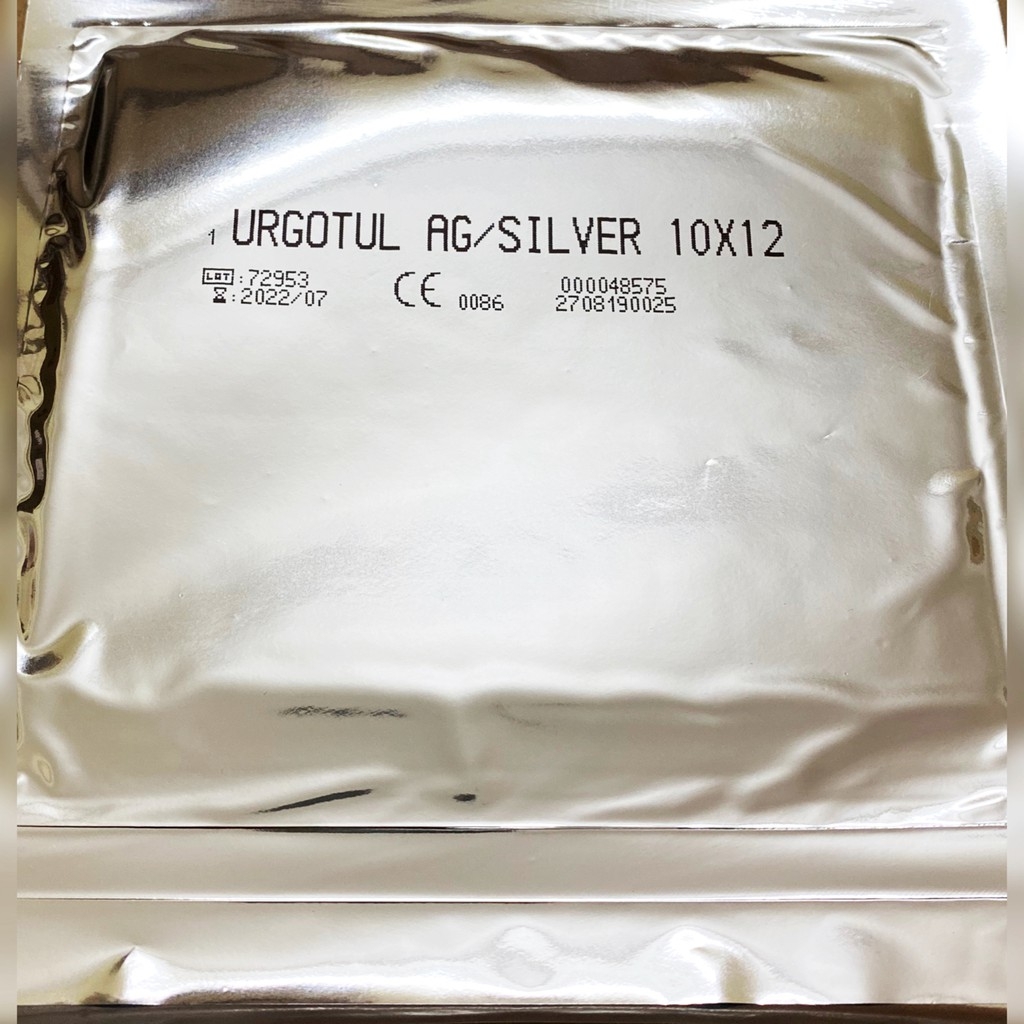 1 URGOTUL AG/SILVER 10X12
LOT:72953 CE 0086 000048575
:2022/07 2708190025